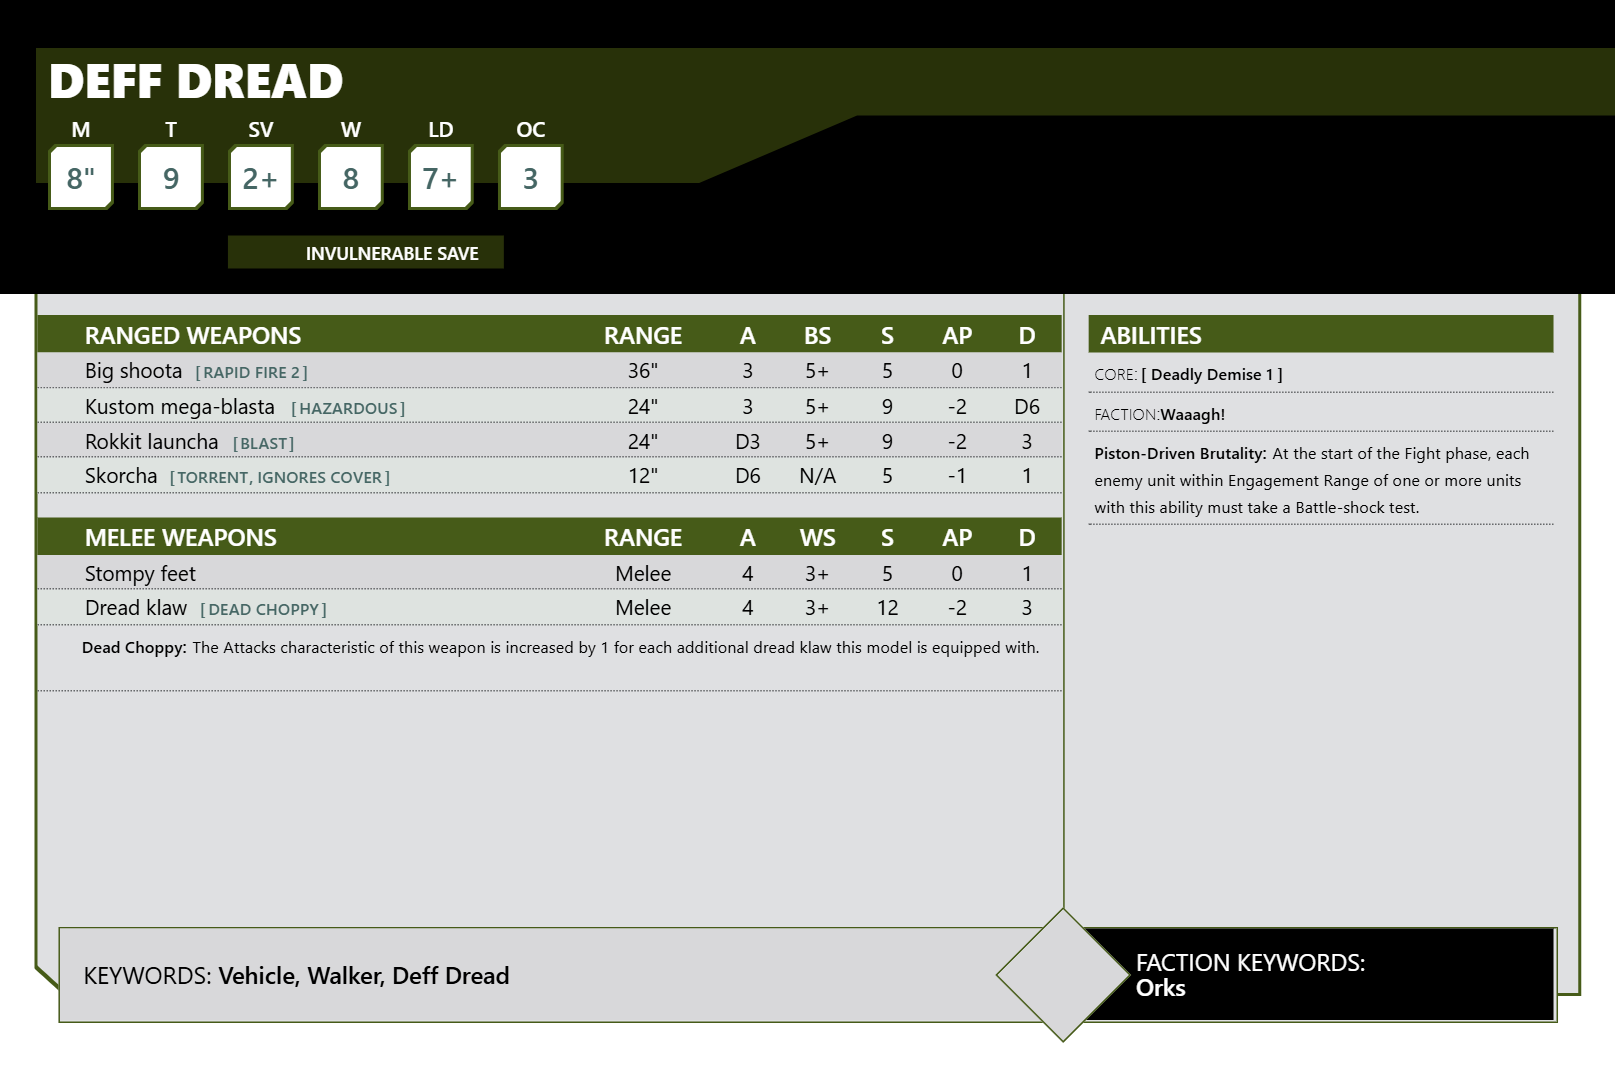 DEFF DREAD
M T SV W LD OC
8" 9 2+ 8 7+ 3
INVULNERABLE SAVE
RANGED WEAPONS RANGE A BS S AP D
Big shoota [RAPID FIRE 2] 36" 3 5+ 5 0 1
Kustom mega-blasta [HAZARDOUS] 24" 3 5+ 9 -2 D6
Rokkit launcha [BLAST] 24" D3 5+ 9 -2 3
Skorcha [TORRENT, IGNORES COVER] 12" D6 N/A 5 -1 1
MELEE WEAPONS RANGE A WS S AP D
Stompy feet Melee 4 3+ 5 0 1
Dread klaw [DEAD CHOPPY] Melee 4 3+ 12 -2 3
Dead Choppy: The Attacks characteristic of this weapon is increased by 1 for each additional dread klaw this model is equipped with.
ABILITIES
CORE: [ Deadly Demise 1 ]
FACTION:Waaagh!
Piston-Driven Brutality: At the start of the Fight phase, each
enemy unit within Engagement Range of one or more units
with this ability must take a Battle-shock test.
KEYWORDS: Vehicle, Walker, Deff Dread
FACTION KEYWORDS:
Orks